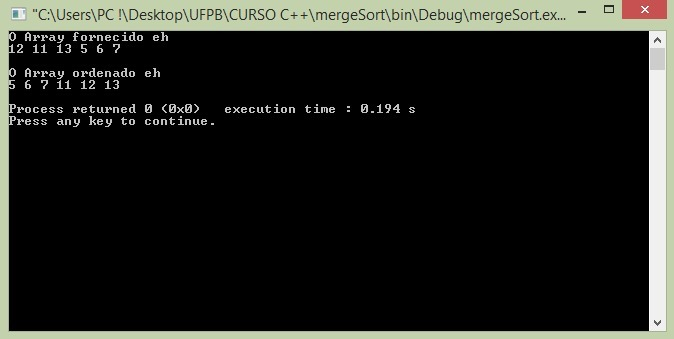 "C:\Users\PC !\Desktop\UFPB\CURSO C++\mergeSort\bin\Debug\mergeSort.ex...
O Array fornecido eh
12 11 13 5 6 7
O Array ordenado eh
5 6 7 11 12 13
Process returned 0 (0x0)   execution time : 0.194 s
Press any key to continue.